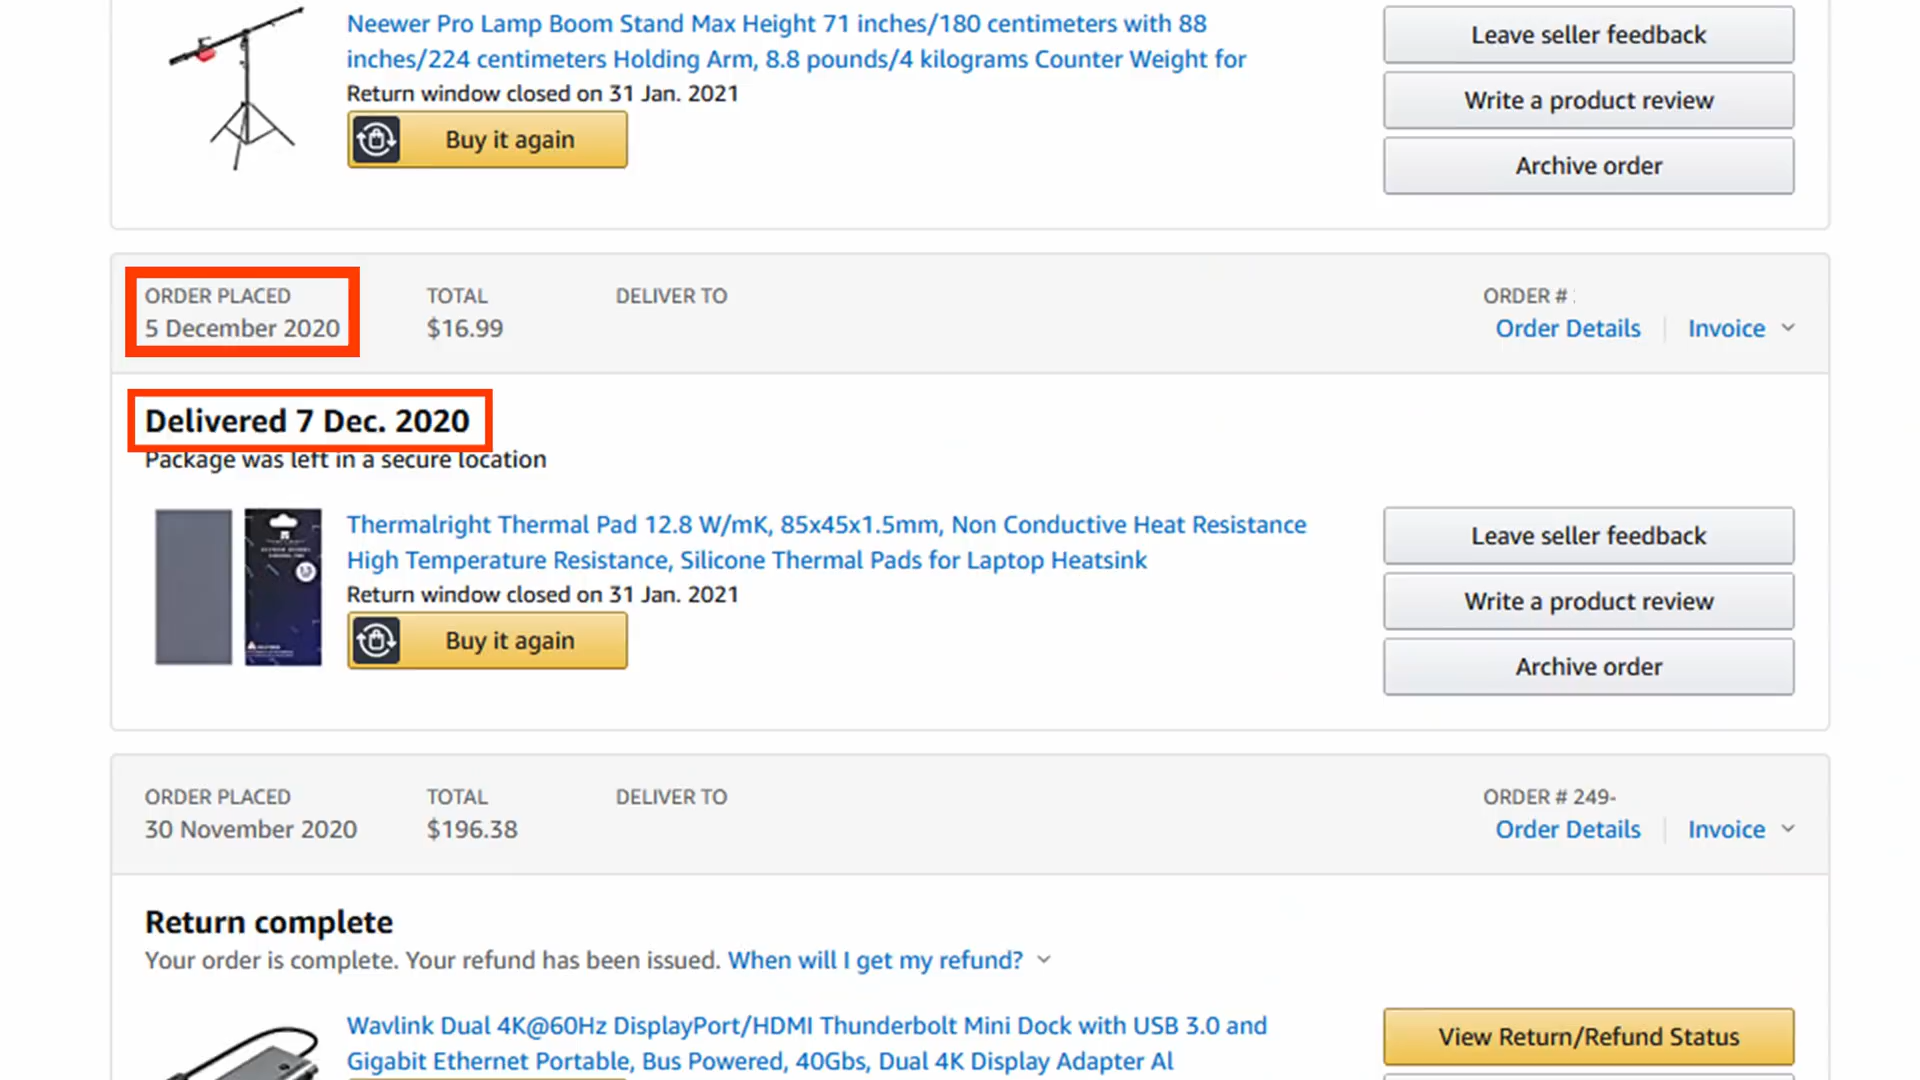 Neewer Pro Lamp Boom Stand Max Height 71 inches/180 centimeters with 88
inches/224 centimeters Holding Arm, 8.8 pounds/4 kilograms Counter Weight for
Return window closed on 31 Jan. 2021
Buy it again
Leave seller feedback
Write a product review
Archive order
ORDER PLACED
5 December 2020
TOTAL
$16.99
DELIVER TO
ORDER #
Order Details
Invoice
Delivered 7 Dec. 2020
Package was left in a secure location
Thermalright Thermal Pad 12.8 W/mK, 85x45x1.5mm, Non Conductive Heat Resistance
High Temperature Resistance, Silicone Thermal Pads for Laptop Heatsink
Return window closed on 31 Jan. 2021
Buy it again
Leave seller feedback
Write a product review
Archive order
ORDER PLACED
30 November 2020
TOTAL
$196.38
DELIVER TO
ORDER # 249-
Order Details
Invoice
Return complete
Your order is complete. Your refund has been issued. When will I get my refund?
Wavlink Dual 4K@60Hz DisplayPort/HDMI Thunderbolt Mini Dock with USB 3.0 and
Gigabit Ethernet Portable, Bus Powered, 40Gbs, Dual 4K Display Adapter Al
View Return/Refund Status